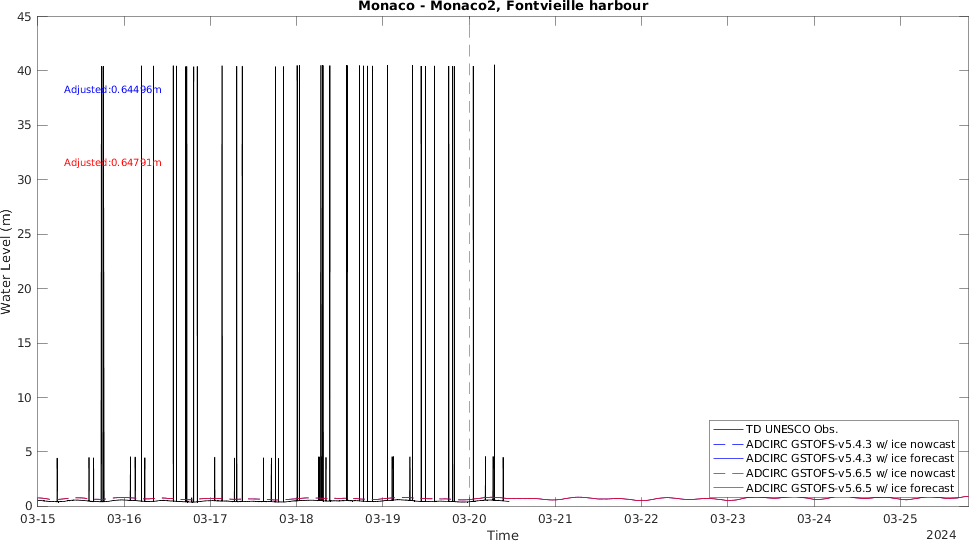 Monaco - Monaco2, Fontvieille harbour
45
40
35
30
25
20
15
10
5
0
Water Level (m)
Adjusted:0.64496m
Adjusted:0.64791m
TD UNESCO Obs.
ADCIRC GSTOFS-v5.4.3 w/ ice nowcast
ADCIRC GSTOFS-v5.4.3 w/ ice forecast
ADCIRC GSTOFS-v5.6.5 w/ ice nowcast
ADCIRC GSTOFS-v5.6.5 w/ ice forecast
03-15 03-16 03-17 03-18 03-19 03-20 03-21 03-22 03-23 03-24 03-25
Time
2024